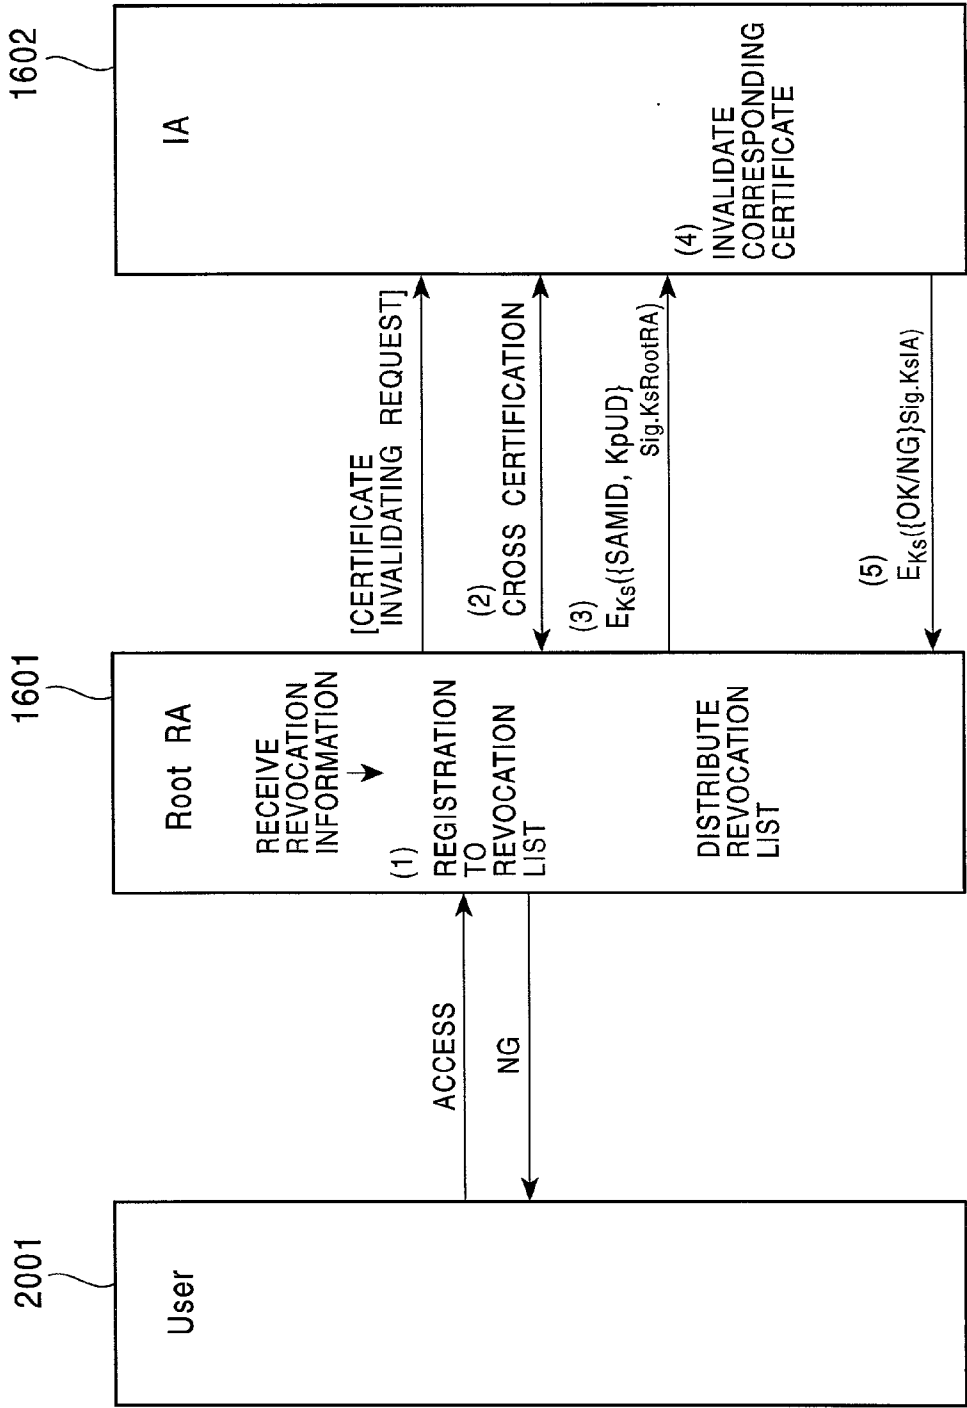 2001
User
ACCESS
NG
1601
Root RA
RECEIVE
REVOCATION
INFORMATION
(1)
REGISTRATION
TO
REVOCATION
LIST
DISTRIBUTE
REVOCATION
LIST
[CERTIFICATE
INVALIDATING REQUEST]
(2)
CROSS CERTIFICATION
(3)
EKs({SAMID, KpUD}
Sig.KsRootRA)
(5)
EKs({OK/NG}Sig.KsIA)
1602
IA
(4)
INVALIDATE
CORRESPONDING
CERTIFICATE